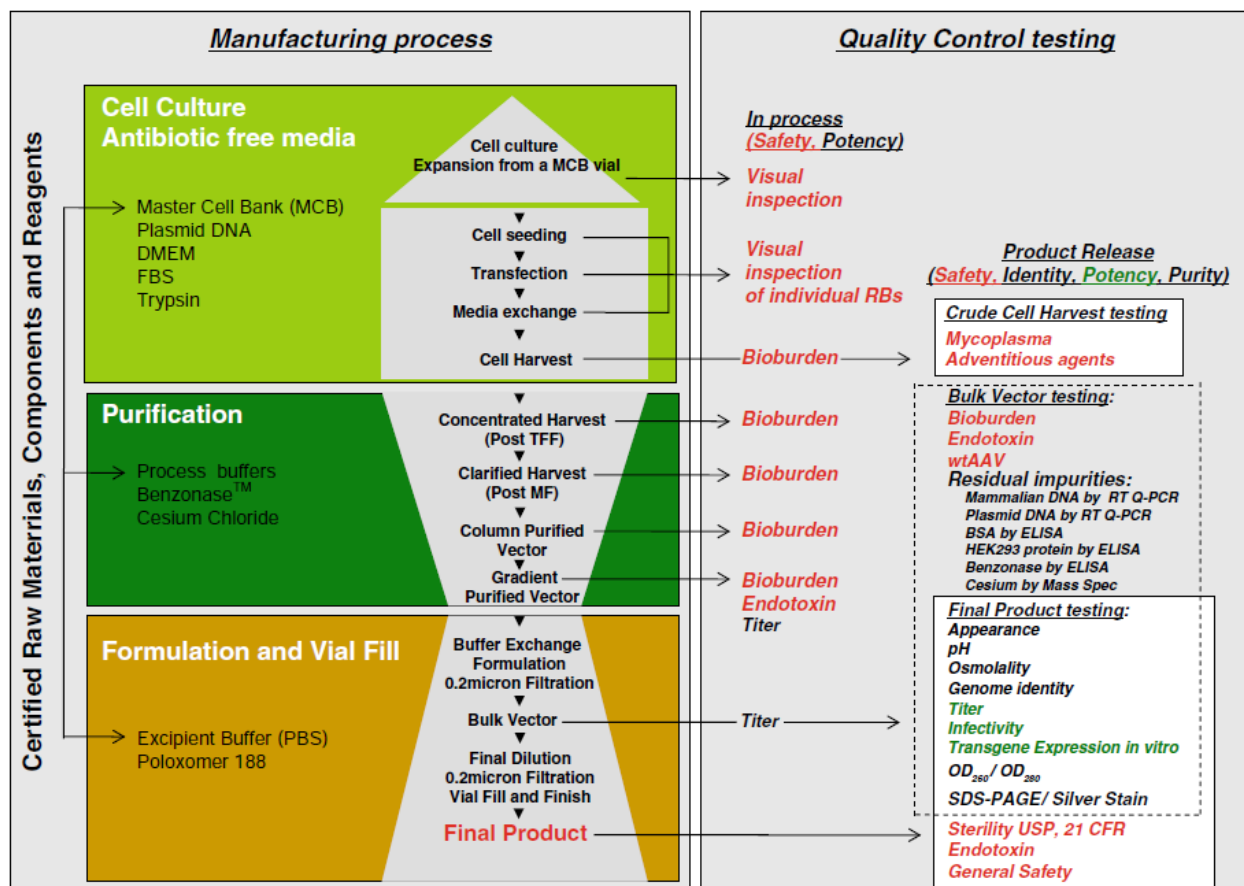 Manufacturing process
Certified Raw Materrials, Components and Reagents
Cell Culture
Antibiotic free media
Master Cell Bank (MCB)
Plasmid DNA
DMEM
FBS
Trypsin
Cell culture
Expansion from a MCB vial
Cell seeding
Transfection
Media exchange
Cell Harvest
Purification
Process buffers
Benzonase™
Cesium Chloride
Concentrated Harvest
(Post TFF)
Clarified Harvest
(Post MF)
Column Purified
Vector
Gradient
Purified Vector
Formulation and Vial Fill
Excipient Buffer (PBS)
Poloxomer 188
Buffer Exchange
Formulation
0.2micron Filtration
Bulk Vector
Final Dilution
0.2micron Filtration
Vial Fill and Finish
Final Product
Quality Control testing
In process
(Safety, Potency)
Visual
inspection
Visual
inspection
of individual RBs
Bioburden
Bioburden
Bioburden
Bioburden
Bioburden
Endotoxin
Titer
Titer
Product Release
(Safety, Identity, Potency, Purity)
Crude Cell Harvest testing
Mycoplasma
Adventitious agents
Bulk Vector testing:
Bioburden
Endotoxin
wtAAV
Residual impurities:
Mammalian DNA by RT Q-PCR
Plasmid DNA by RT Q-PCR
BSA by ELISA
HEK293 protein by ELISA
Benzonase by ELISA
Cesium by Mass Spec
Final Product testing:
Appearance
pH
Osmolality
Genome identity
Titer
Infectivity
Transgene Expression in vitro
OD260/ OD280
SDS-PAGE/ Silver Stain
Sterility USP, 21 CFR
Endotoxin
General Safety